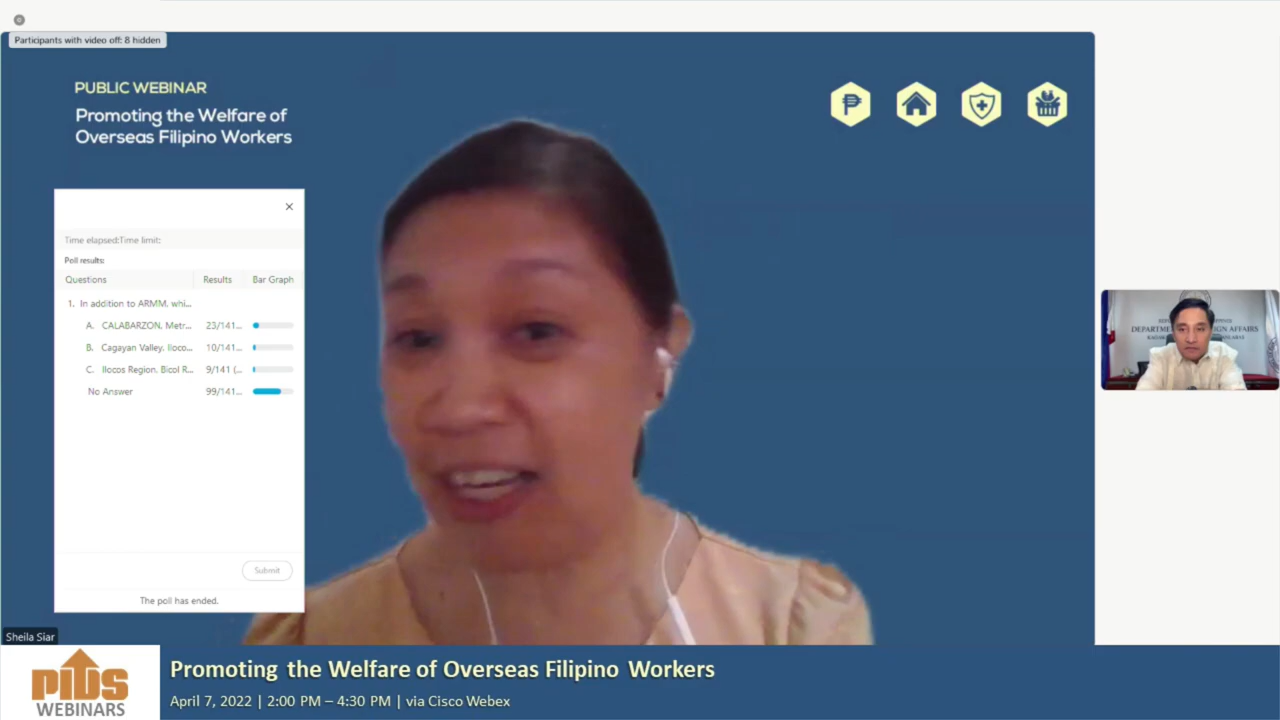 Participants with video off: 8 hidden
PUBLIC WEBINAR
Promoting the Welfare of
Overseas Filipino Workers
Time elapsed:Time limit:
Poll results:
Questions Results Bar Graph
1. In addition to ARMM, whi...
A. CALABARZON, Metr... 23/141...
B. Cagayan Valley, Iloco... 10/141...
C. Ilocos Region, Bicol R... 9/141 (...
No Answer 99/141...
Submit
The poll has ended.
DEPARTMENT
IGN AFFAIRS
Sheila Siar
PIDS
WEBINARS
Promoting the Welfare of Overseas Filipino Workers
April 7, 2022 | 2:00 PM – 4:30 PM | via Cisco Webex